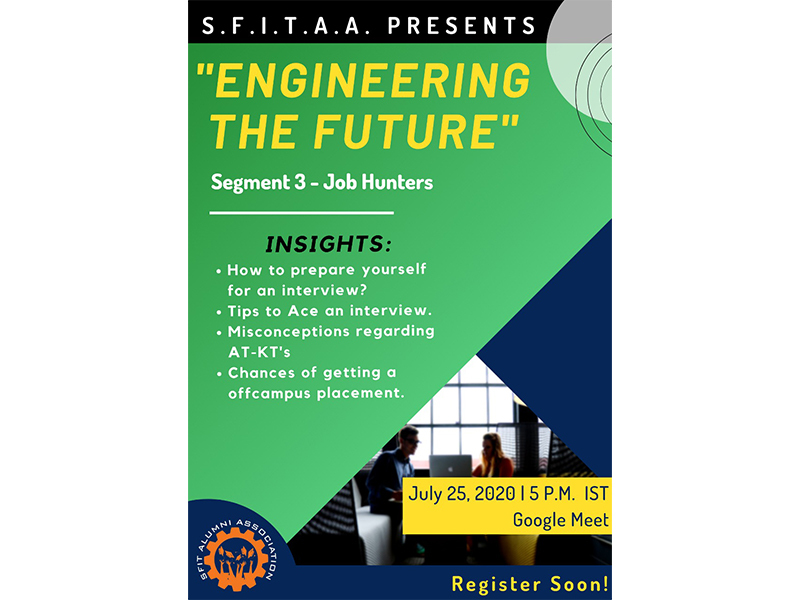 S.F.I.T.A.A. PRESENTS
"ENGINEERING
THE FUTURE"
Segment 3 - Job Hunters
INSIGHTS:
• How to prepare yourself
for an interview?
• Tips to Ace an interview.
• Misconceptions regarding
AT-KT's
• Chances of getting a
offcampus placement.
July 25, 2020 | 5 P.M. IST
Google Meet
SFIT ALUMNI ASSOCIATION
Register Soon!